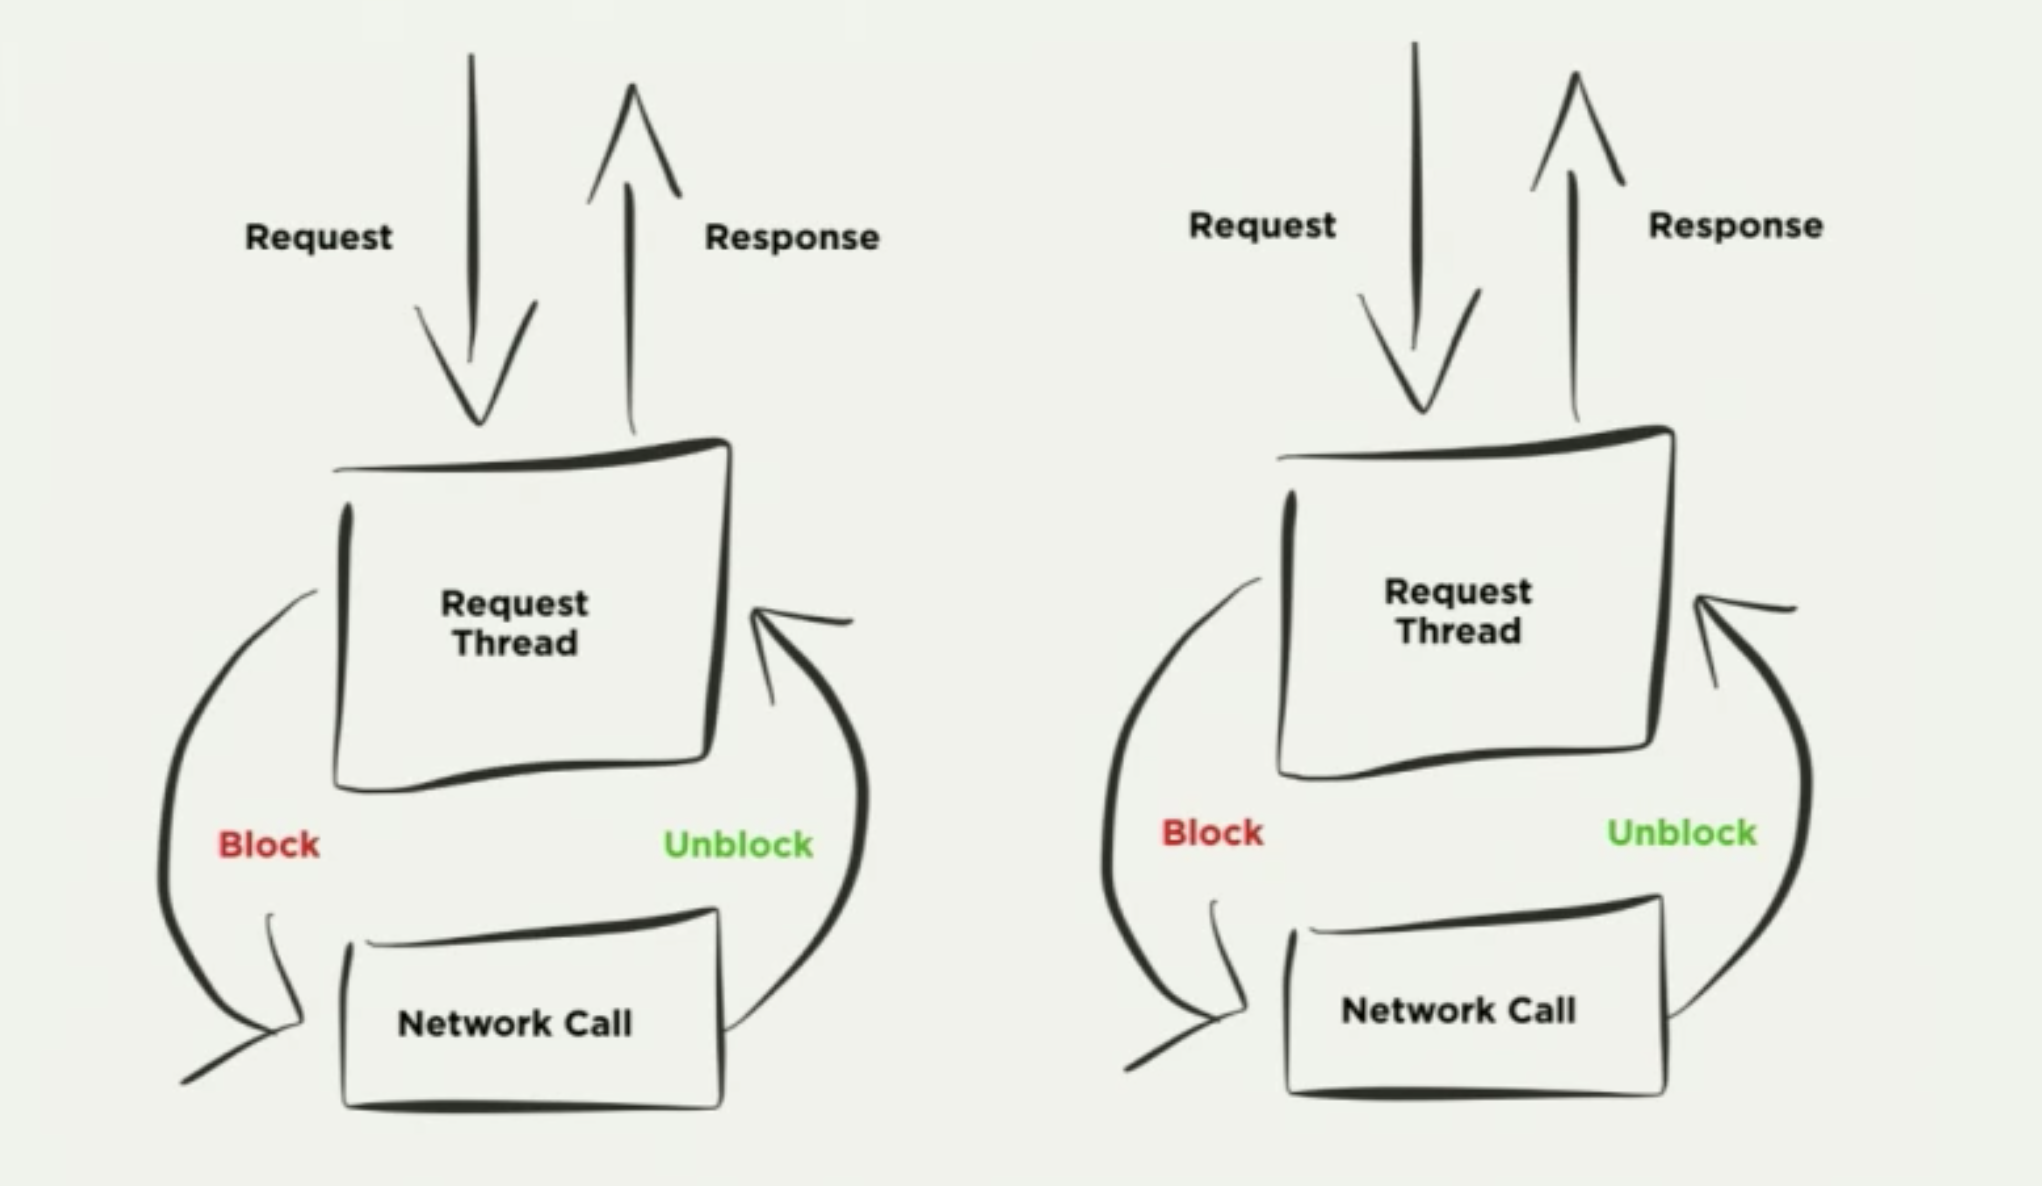 Request
Response
Request
Thread
Block
Unblock
Network Call
Request
Response
Request
Thread
Block
Unblock
Network Call